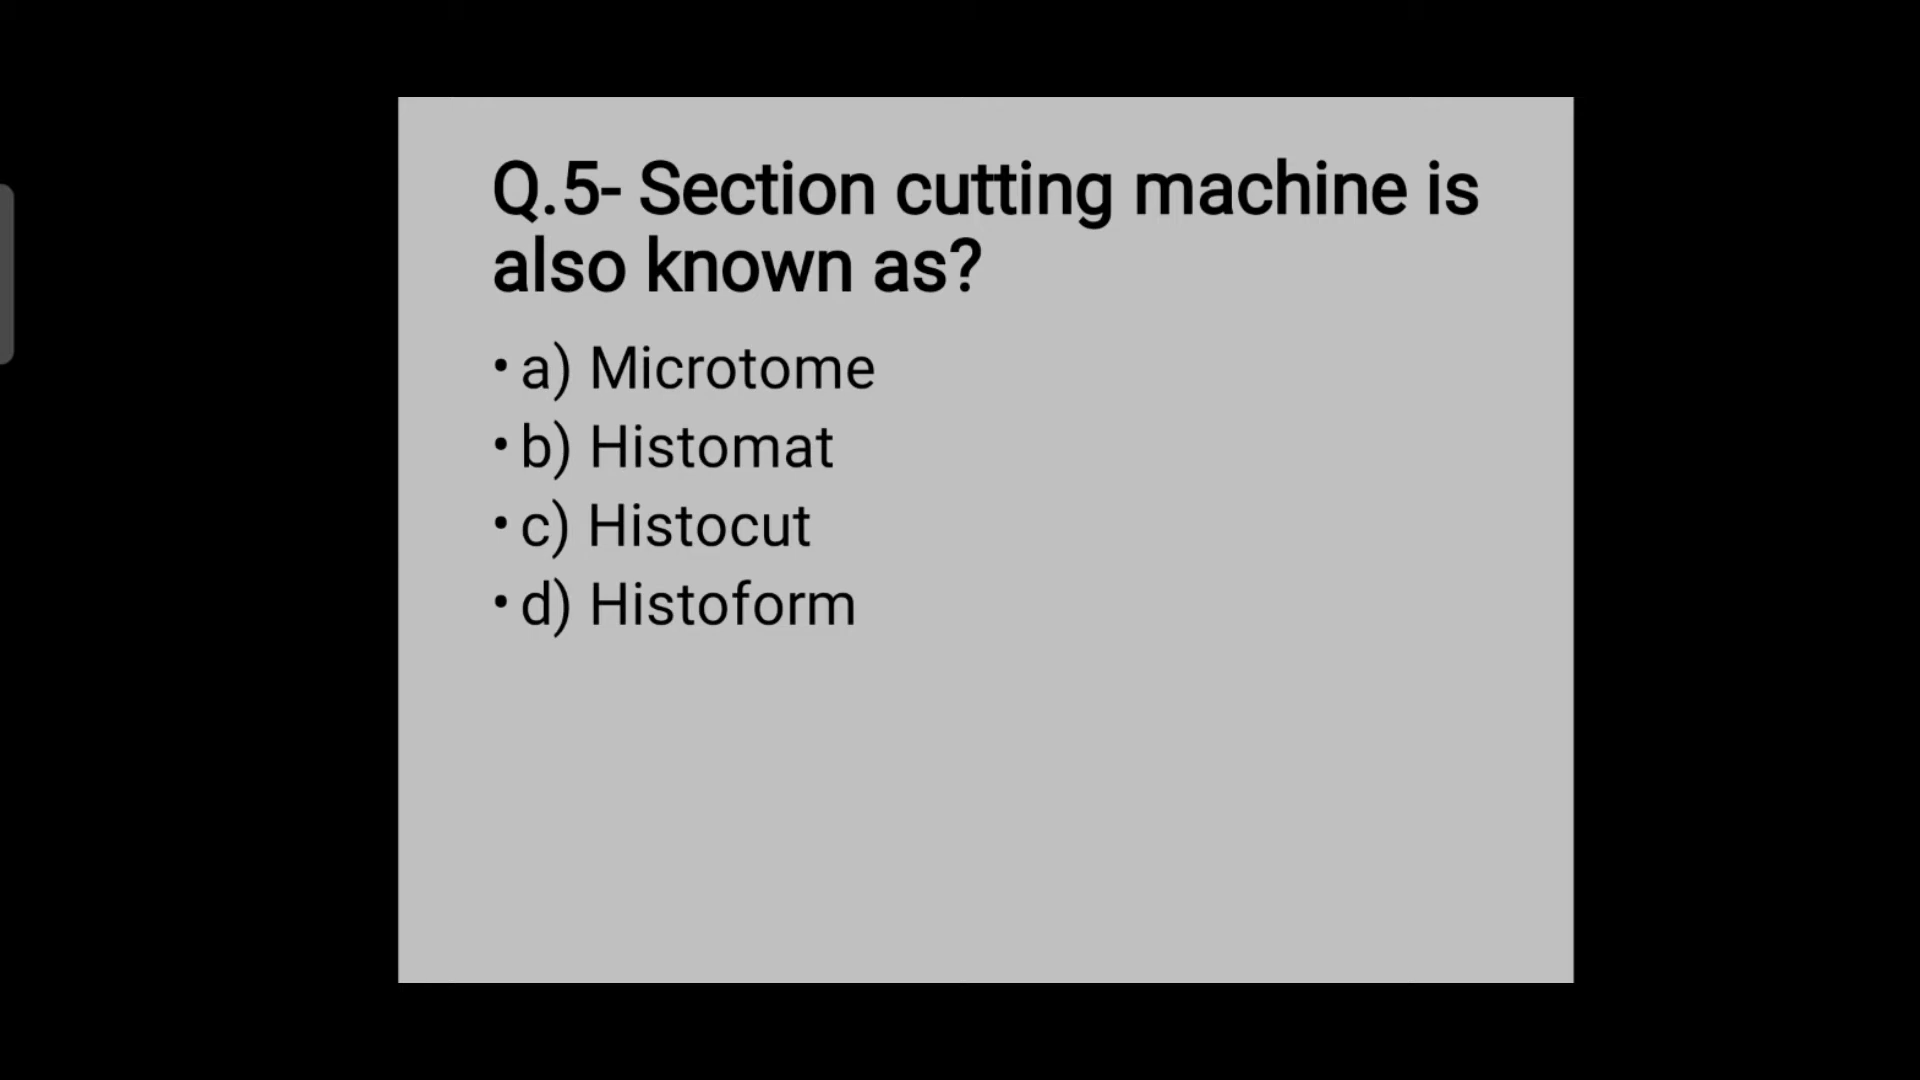 Q.5- Section cutting machine is
also known as?
• a) Microtome
• b) Histomat
• c) Histocut
• d) Histoform